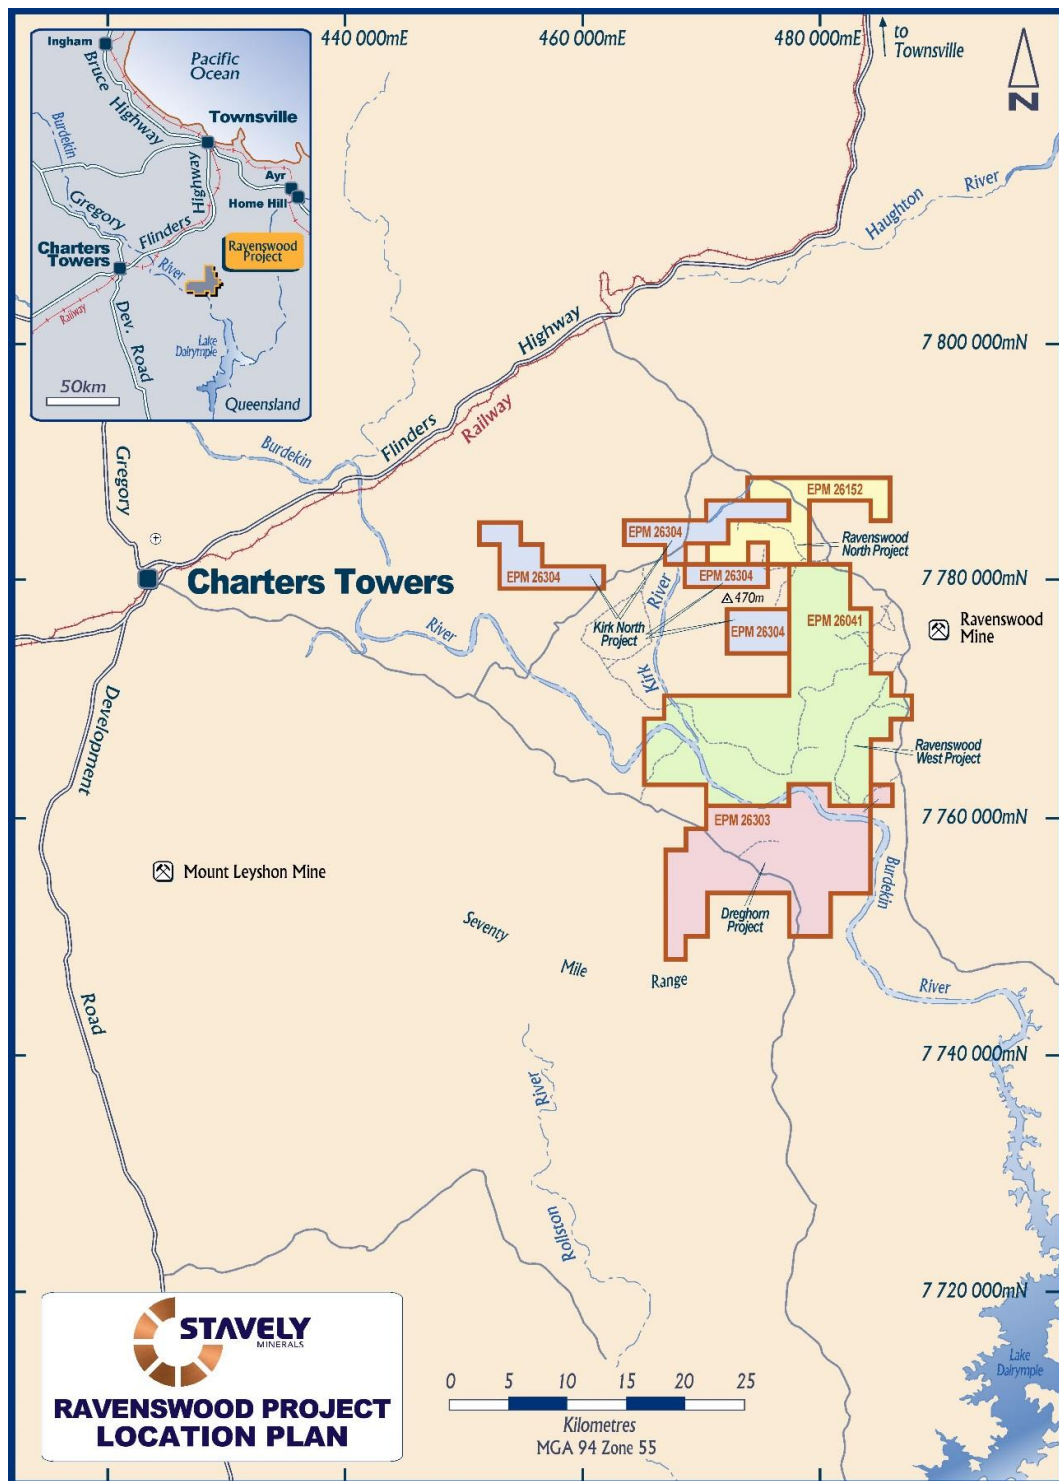 440 000mE
460 000mE
480 000mE
to
Townsville
N
Ingham
Bruce
Highway
Pacific
Ocean
Townsville
Burdekin
Highway
Ayr
Home Hill
Gregory
Flinders
Charters
Towers
River
Ravenswood
Project
Railway
Dev.
Road
Lake
Dalrymple
50km
Queensland
Haughton
River
7 800 000mN
Highway
Flinders
Railway
Burdekin
Gregory
EPM 26152
EPM 26304
Ravenswood
North Project
EPM 26304
EPM 26304
7 780 000mN
Charters Towers
River
470m
Kirk North
Project
EPM 26304
EPM 26041
Ravenswood
Mine
River
Kirk
Development
Ravenswood
West Project
7 760 000mN
EPM 26303
Mount Leyshon Mine
Burdekin
Dreghorn
Project
Seventy
Mile
Range
River
Road
7 740 000mN
River
Rollston
7 720 000mN
Lake
Dalrymple
STAVELY
MINERALS
RAVENSWOOD PROJECT
LOCATION PLAN
0 5 10 15 20 25
Kilometres
MGA 94 Zone 55